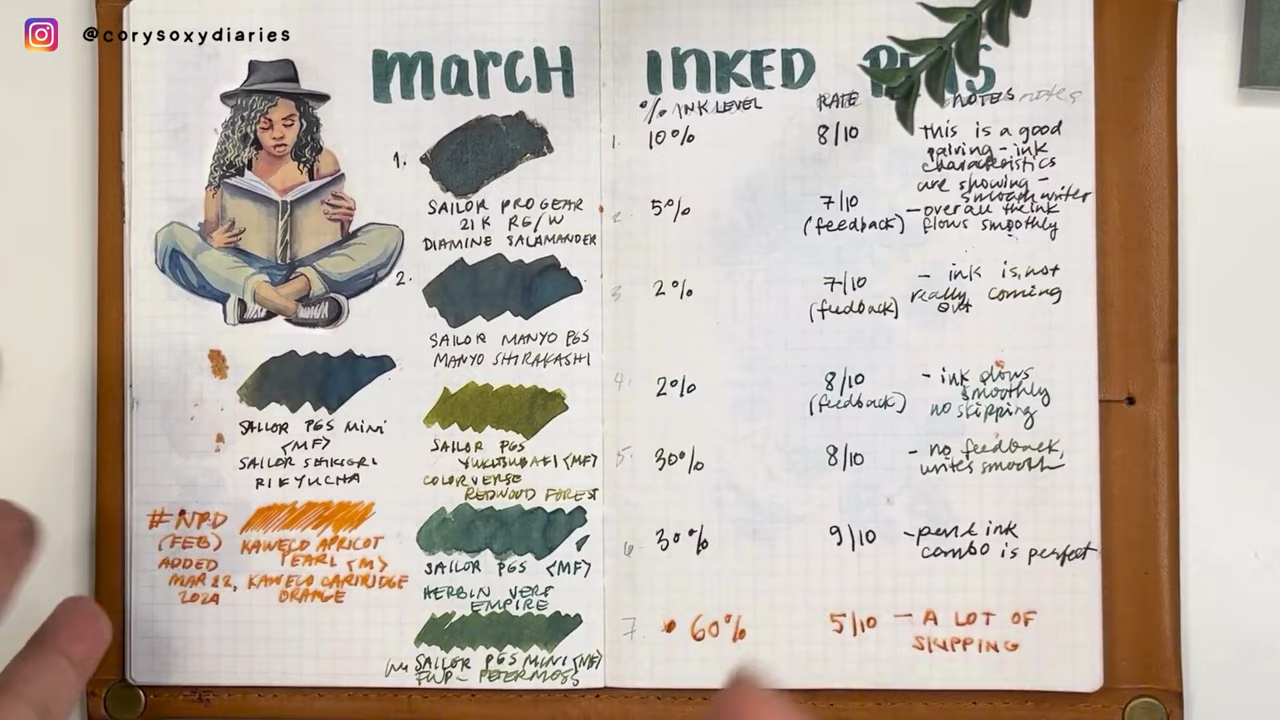 @corysoxydiaries
march
INKED PENS
1.
SAILOR PRO GEAR
21K RG/W
DIAMINE SALAMANDER
2.
SAILOR MANYO PGS
MANYO SHIRAKASHI
SAILOR PGS MINI
<MF>
SAILOR
RIKYUCHA
SAILOR PGS
<MF>
COLORVERSE
REDWOOD FOREST
#NPD
(FEB)
ADDED
MAR 22,
2024
KAWECO APRICOT
PEARL <M>
KAWECO CARTRIDGE
ORANGE
SAILOR PGS <MF>
HERBIN VERT
EMPIRE
SAILOR PGS MINI <MF>
FWP - PETERMOSS
% INK LEVEL RATE NOTES notes
1. 10% 8/10 this is a good
pairing - ink
characteristics
are showing -
smooth writer
2. 5% 7/10 - overall the ink
(feedback) flows smoothly
3 2% 7/10 - ink is not
(feedback) really coming
out
4. 2% 8/10 - ink flows
(feedback) smoothly
no skipping
5. 30% 8/10 - no feedback,
writes smooth
6. 30% 9/10 - pen & ink
combo is perfect
7. 60% 5/10 - A LOT OF
SKIPPING